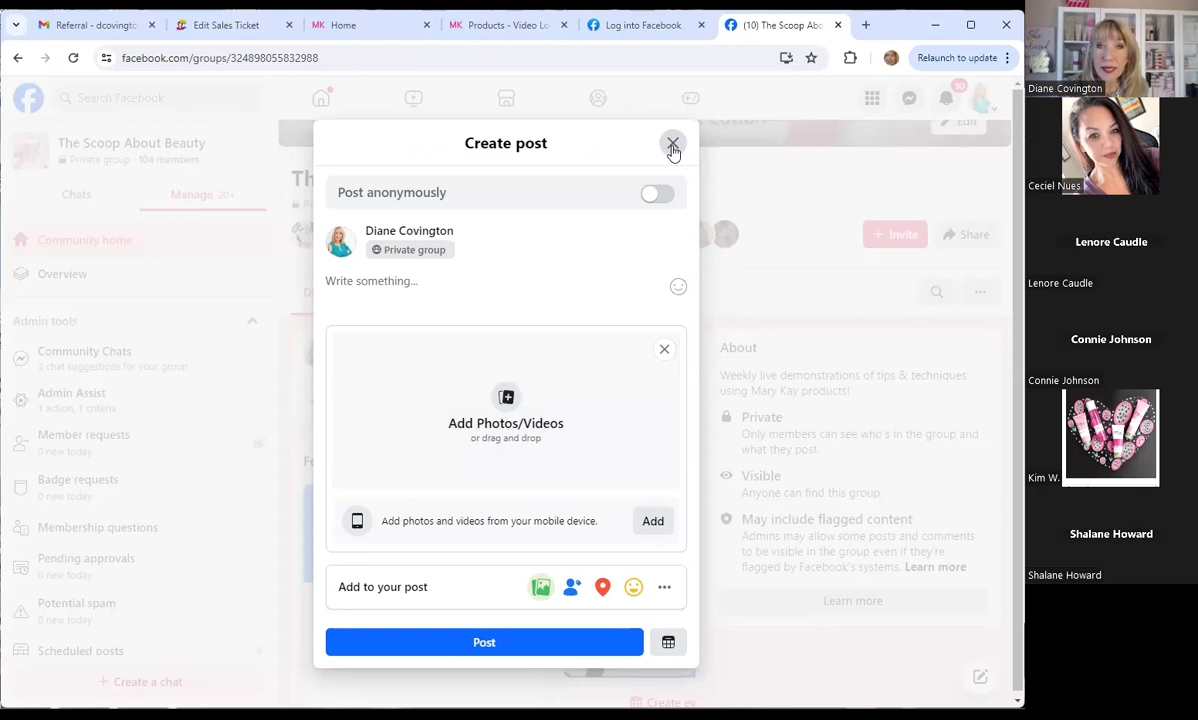 Referral - dcovingto
Edit Sales Ticket
MK Home
MK Products - Video Lo
Log into Facebook
(10) The Scoop Abo
facebook.com/groups/324898055832988
Relaunch to update
Search Facebook
10
The Scoop About Beauty
Private group · 104 members
Chats
Manage 20+
Community home
Overview
Admin tools
Community Chats
3 chat suggestions for your group
Admin Assist
1 action, 1 criteria
Member requests
0 new today
15
Badge requests
0 new today
Membership questions
Pending approvals
0 new today
Potential spam
0 new today
Scheduled posts
+ Create a chat
Edit
Th
Invite
Share
Create post
Post anonymously
Diane Covington
Private group
Write something...
Add Photos/Videos
or drag and drop
Add photos and videos from your mobile device.
Add
Add to your post
Post
About
Weekly live demonstrations of tips & techniques
using Mary Kay products!
Private
Only members can see who's in the group and
what they post.
Visible
Anyone can find this group.
May include flagged content
Admins may allow some posts and comments
to be visible in the group even if they're
flagged by Facebook's systems. Learn more
Learn more
Create ev
Diane Covington
Ceciel Nues
Lenore Caudle
Lenore Caudle
Connie Johnson
Connie Johnson
Kim W.
Shalane Howard
Shalane Howard